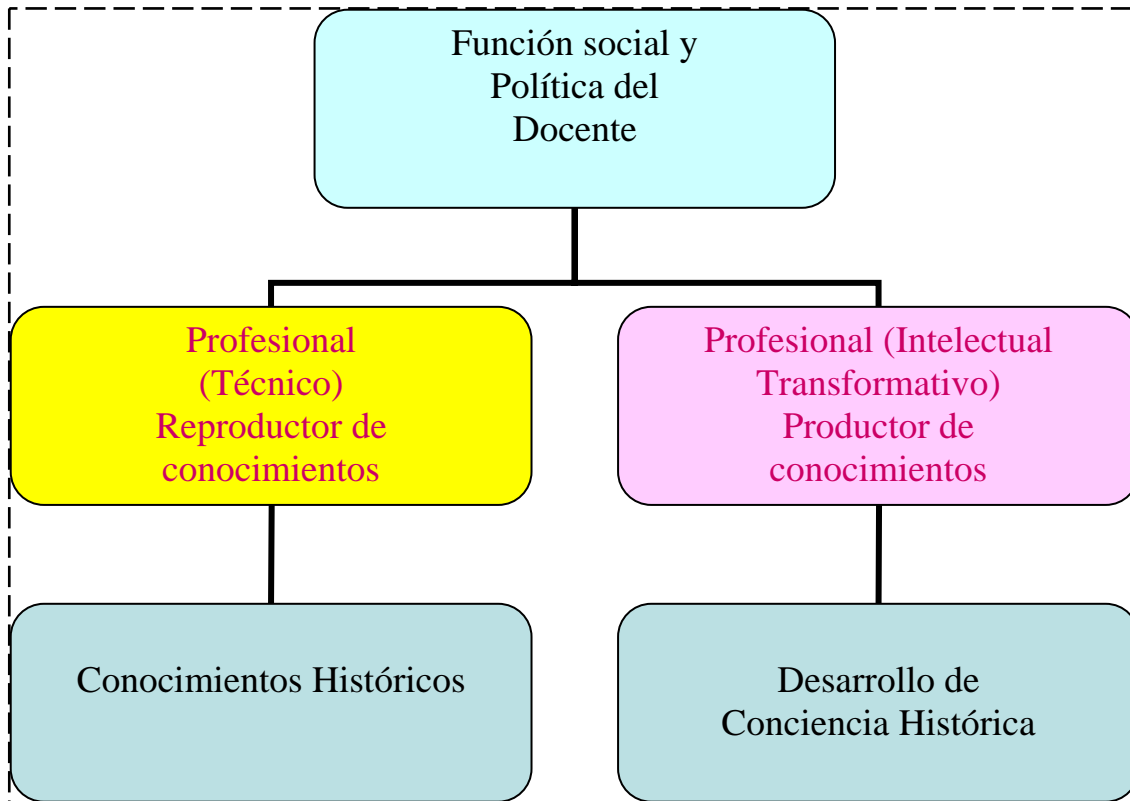 Función social y
Política del
Docente
Profesional
(Técnico)
Reproductor de
conocimientos
Profesional (Intelectual
Transformativo)
Productor de
conocimientos
Conocimientos Históricos
Desarrollo de
Conciencia Histórica